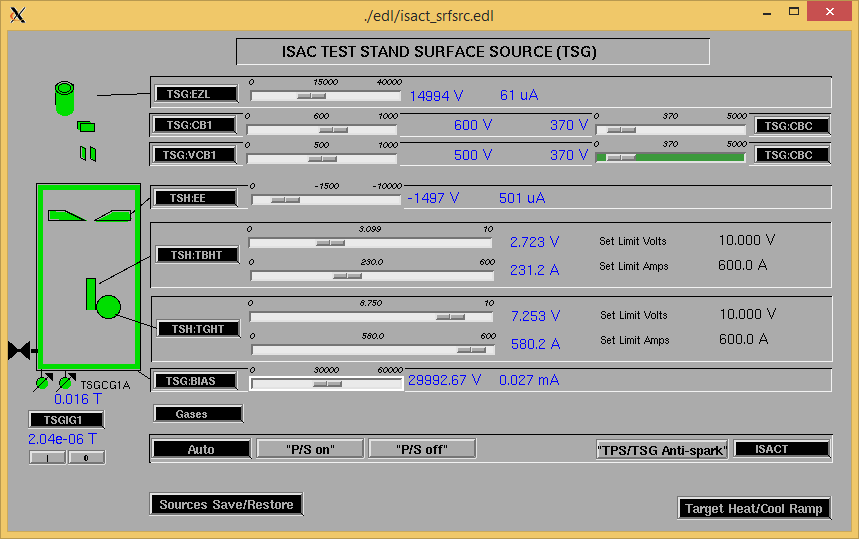 ./edl/isact_srfsrc.edl
ISAC TEST STAND SURFACE SOURCE (TSG)
0 15000 40000
TSG:EZL 14994 V 61 uA
0 600 1000 0 370 5000
TSG:CB1 600 V 370 V TSG:CBC
0 500 1000 0 370 5000
TSG:VCB1 500 V 370 V TSG:CBC
0 -1500 -10000
TSH:EE -1497 V 501 uA
0 3.099 10
2.723 V Set Limit Volts 10.000 V
TSH:TBHT
0 230.0 600
231.2 A Set Limit Amps 600.0 A
0 8.750 10
7.253 V Set Limit Volts 10.000 V
TSH:TGHT
0 580.0 600
580.2 A Set Limit Amps 600.0 A
0 30000 60000
TSG:BIAS 29992.67 V 0.027 mA
TSGCG1A
0.016 T
TSGIG1
2.04e-06 T
I 0
Gases
Auto "P/S on" "P/S off" "TPS/TSG Anti-spark" ISACT
Sources Save/Restore
Target Heat/Cool Ramp